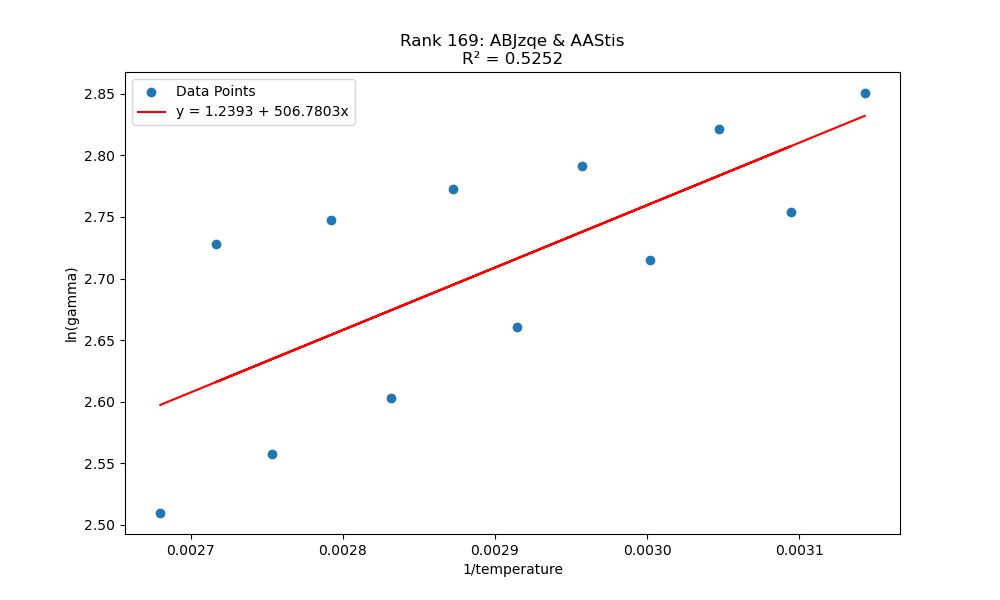 Rank 169: ABJzqe & AAStis
R² = 0.5252
Data Points
y = 1.2393 + 506.7803x
2.85
2.80
2.75
2.70
2.65
2.60
2.55
2.50
ln(gamma)
0.0027 0.0028 0.0029 0.0030 0.0031
1/temperature